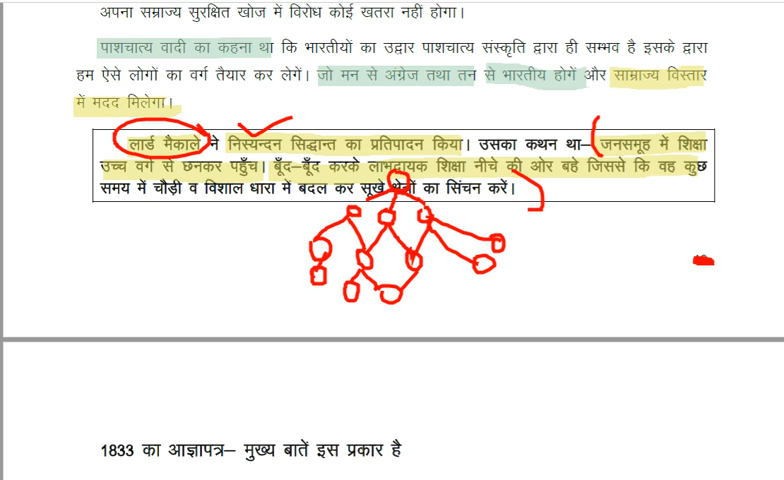 अपना सम्राज्य सुरक्षित खोज में विरोध कोई खतरा नहीं होगा।
पाशचात्य वादी का कहना था कि भारतीयों का उद्वार पाशचात्य संस्कृति द्वारा ही सम्भव है इसके द्वारा
हम ऐसे लोगों का वर्ग तैयार कर लेगें। जो मन से अंग्रेज तथा तन से भारतीय होगें और साम्राज्य विस्तार
में मदद मिलेगा।
लार्ड मैकाले ने निस्यन्दन सिद्धान्त का प्रतिपादन किया। उसका कथन था– जनसमूह में शिक्षा
उच्च वर्ग से छनकर पहुँच। बूँद–बूँद करके लाभदायक शिक्षा नीचे की ओर बहे जिससे कि वह कुछ
समय में चौड़ी व विशाल धारा में बदल कर सूखे का सिंचन करें।
1833 का आज्ञापत्र– मुख्य बातें इस प्रकार है